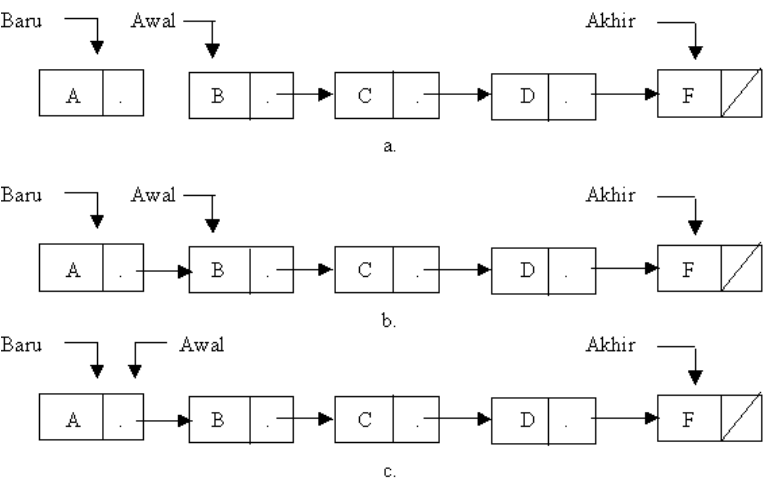 Baru Awal Akhir
A . B . C . D . F
a.
Baru Awal Akhir
A . B . C . D . F
b.
Baru Awal Akhir
A . B . C . D . F
c.